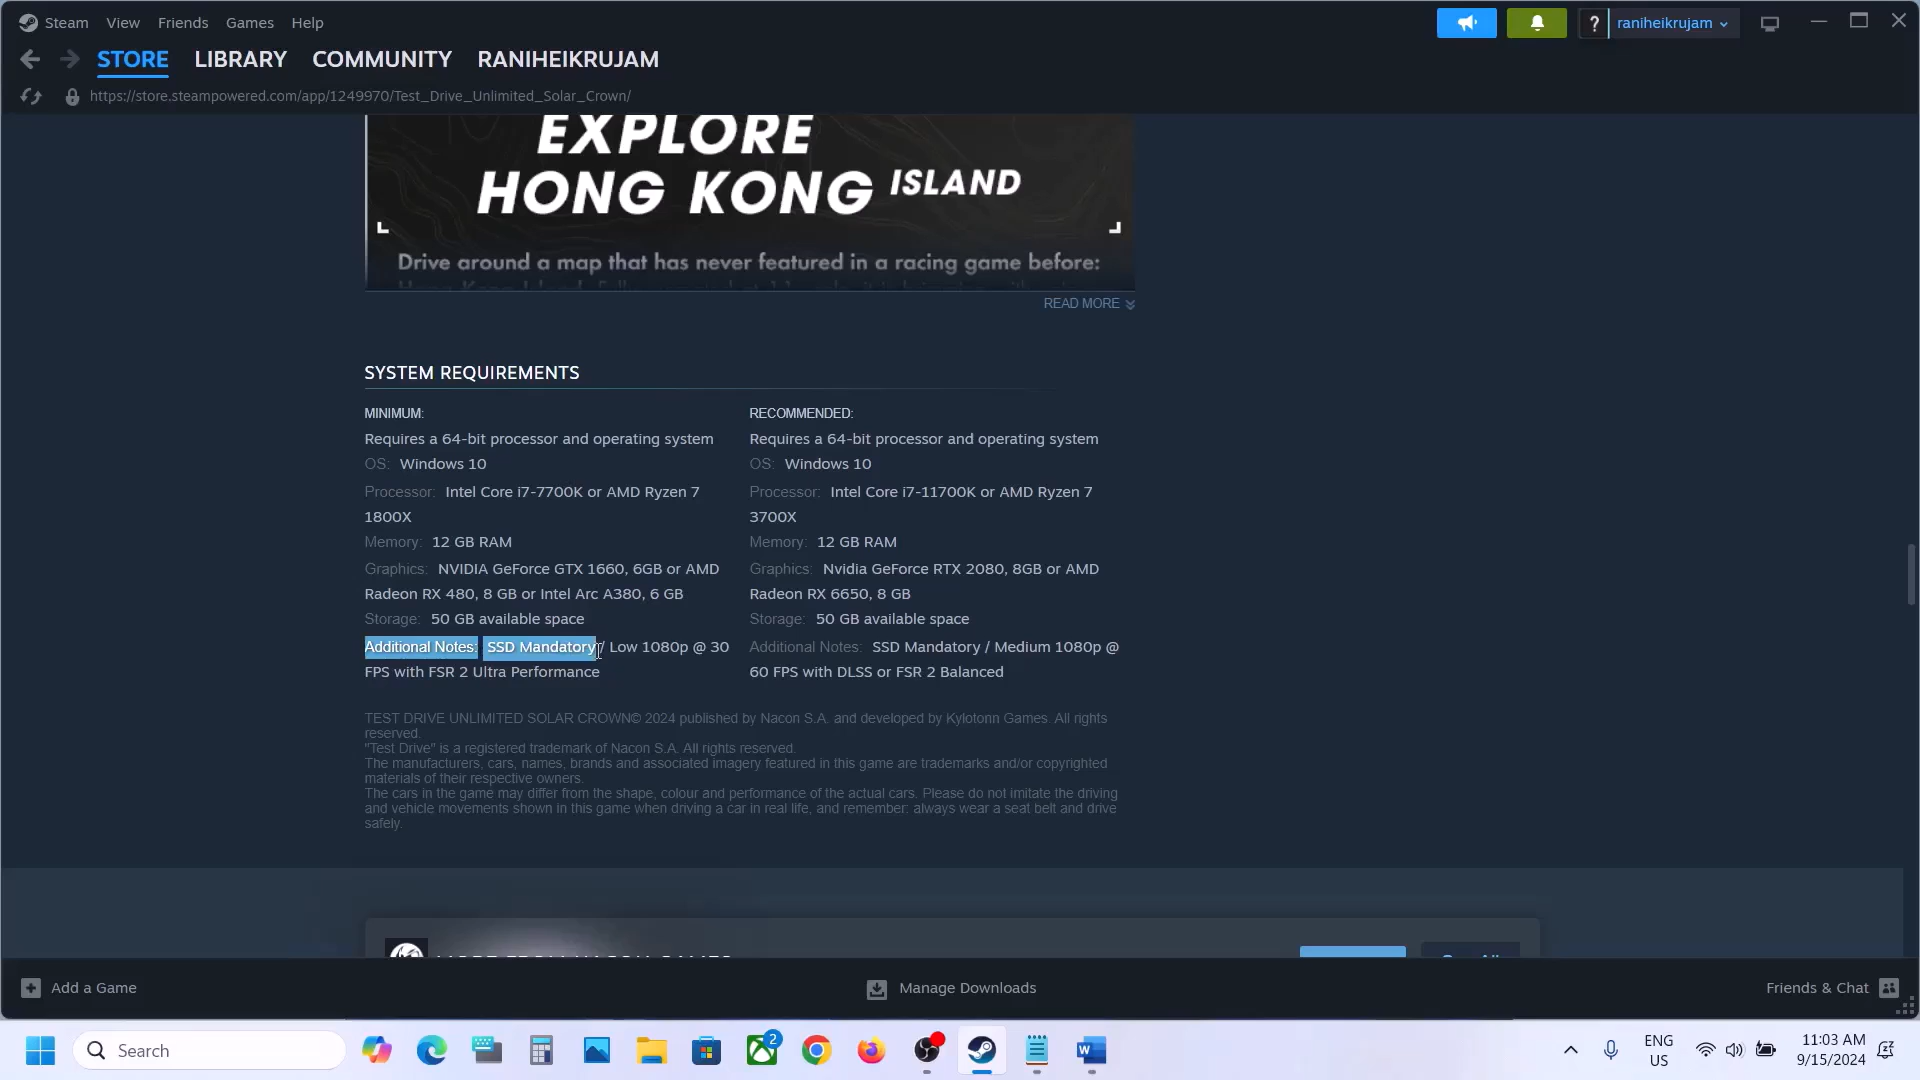 Steam View Friends Games Help
? raniheikrujam
STORE LIBRARY COMMUNITY RANIHEIKRUJAM
https://store.steampowered.com/app/1249970/Test_Drive_Unlimited_Solar_Crown/
EXPLORE
HONG KONG ISLAND
Drive around a map that has never featured in a racing game before:
READ MORE
SYSTEM REQUIREMENTS
MINIMUM:
Requires a 64-bit processor and operating system
OS: Windows 10
Processor: Intel Core i7-7700K or AMD Ryzen 7
1800X
Memory: 12 GB RAM
Graphics: NVIDIA GeForce GTX 1660, 6GB or AMD
Radeon RX 480, 8 GB or Intel Arc A380, 6 GB
Storage: 50 GB available space
Additional Notes: SSD Mandatory / Low 1080p @ 30
FPS with FSR 2 Ultra Performance
RECOMMENDED:
Requires a 64-bit processor and operating system
OS: Windows 10
Processor: Intel Core i7-11700K or AMD Ryzen 7
3700X
Memory: 12 GB RAM
Graphics: Nvidia GeForce RTX 2080, 8GB or AMD
Radeon RX 6650, 8 GB
Storage: 50 GB available space
Additional Notes: SSD Mandatory / Medium 1080p @
60 FPS with DLSS or FSR 2 Balanced
TEST DRIVE UNLIMITED SOLAR CROWN© 2024 published by Nacon S.A. and developed by Kylotonn Games. All rights
reserved.
"Test Drive" is a registered trademark of Nacon S.A. All rights reserved.
The manufacturers, cars, names, brands and associated imagery featured in this game are trademarks and/or copyrighted
materials of their respective owners.
The cars in the game may differ from the shape, colour and performance of the actual cars. Please do not imitate the driving
and vehicle movements shown in this game when driving a car in real life, and remember: always wear a seat belt and drive
safely.
Add a Game
Manage Downloads
Friends & Chat
Search
2
ENG
US
11:03 AM
9/15/2024